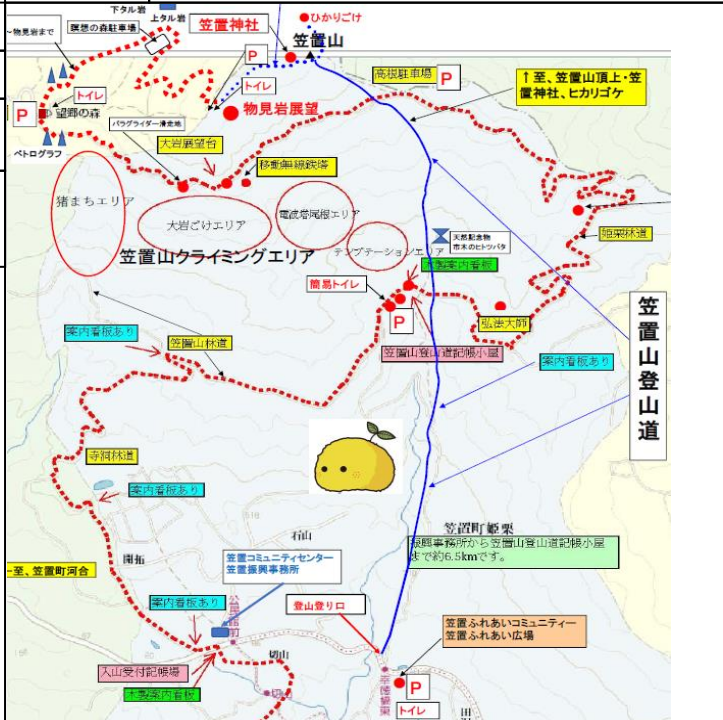 下タル岩
上タル岩
ひかりごけ
～物見岩まで
瞑想の森駐車場
笠置神社
笠置山
P
高根駐車場
P
↑至、笠置山頂上・笠
置神社、ヒカリゴケ
トイレ
トイレ
P
望郷の森
物見岩展望
パラグライダー滑走地
大岩展望台
ペトログラフ
移動無線鉄塔
猪まちエリア
電波塔尾根エリア
大岩ごけエリア
天然記念物
市木のヒトツバタ
姫栗林道
笠置山クライミングエリア
テンプテーションエリア
木製案内看板
簡易トイレ
P
弘法大師
笠置山登山道
案内看板あり
笠置山林道
笠置山登山道記帳小屋
案内看板あり
寺洞林道
案内看板あり
石山
笠置町姫栗
振興事務所から笠置山登山道記帳小屋
まで約6.5kmです。
開拓
笠置コミュニティセンター
笠置振興事務所
至、笠置町河合
案内看板あり
登山登り口
笠置ふれあいコミュニティー
笠置ふれあい広場
入山受付記帳場
切山
木製案内看板
切山
P
トイレ